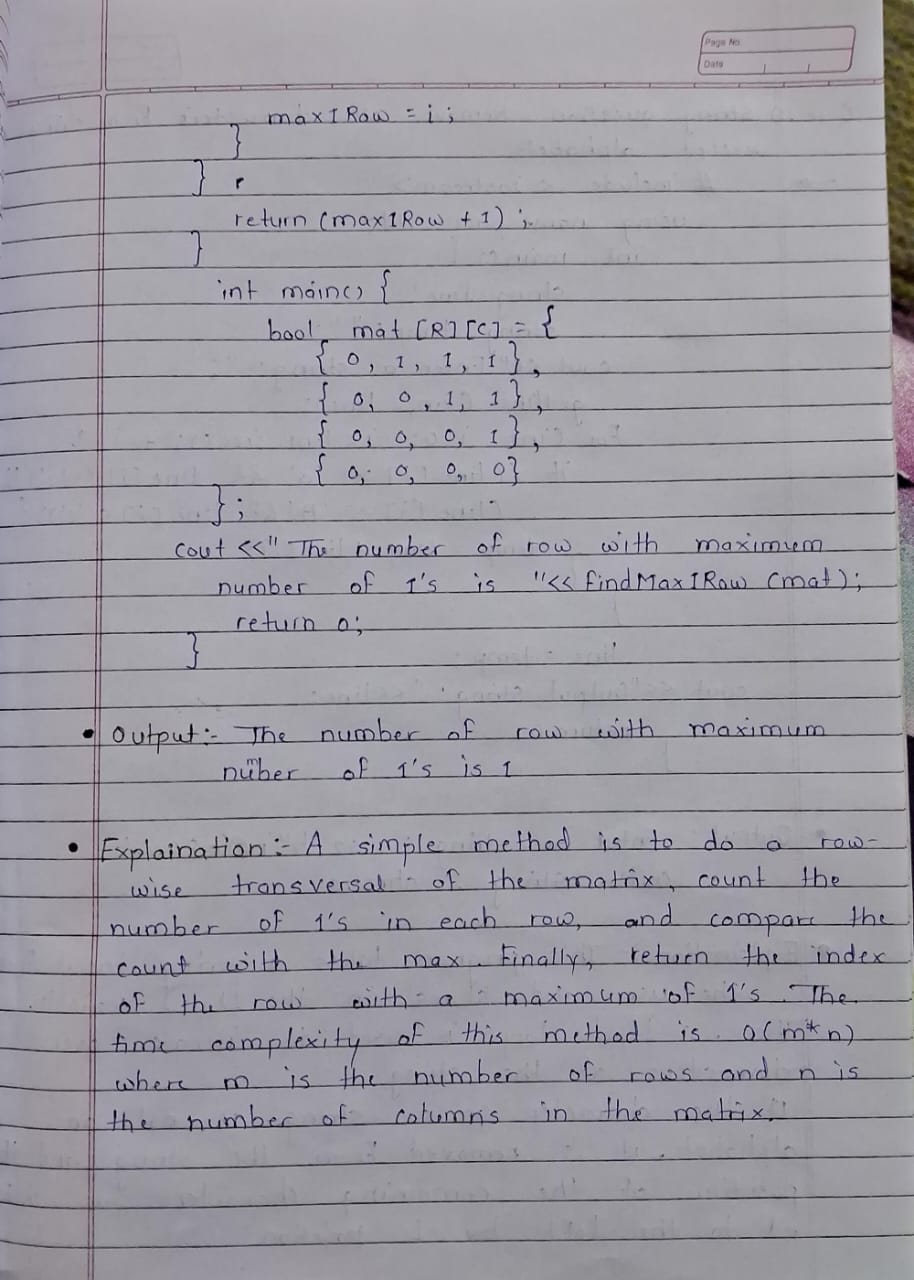 Page No.
Date
max1Row = i;
}
}
return (max1Row + 1);
}
int main() {
bool mat [R][C] = {
{ 0, 1, 1, 1 },
{ 0, 0, 1, 1 },
{ 0, 0, 0, 1 },
{ 0, 0, 0, 0}
};
cout <<" The number of row with maximum
number of 1's is "<< findMax1Row (mat);
return 0;
}
• Output:- The number of row with maximum
number of 1's is 1
• Explaination:- A simple method is to do a row-
wise transversal of the matrix, count the
number of 1's in each row, and compare the
count with the max. Finally, return the index
of the row with a maximum of 1's. The
time complexity of this method is O(m*n)
where m is the number of rows and n is
the number of columns in the matrix.